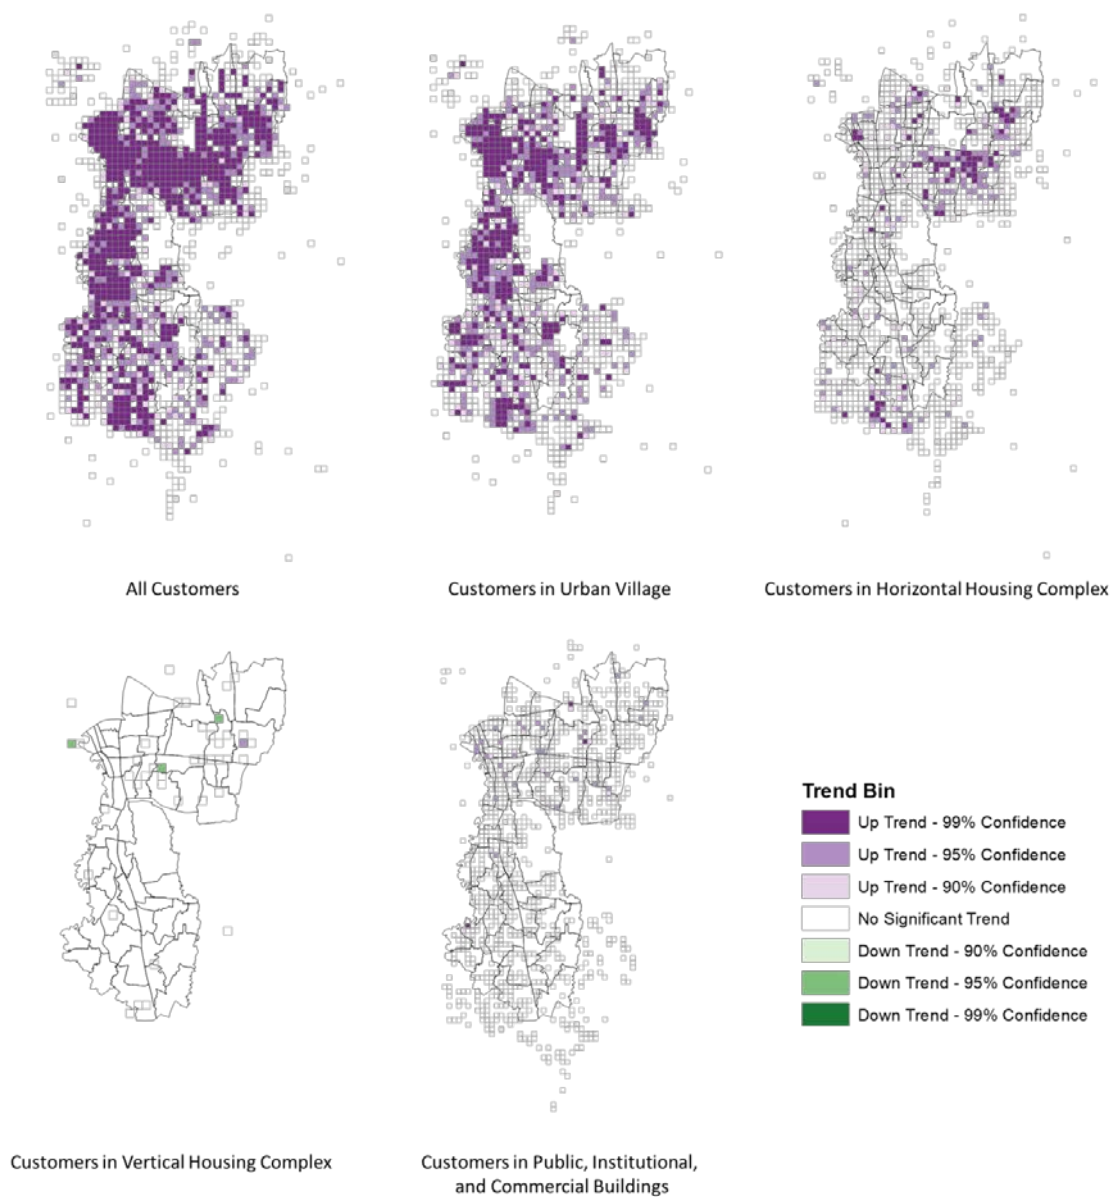 All Customers
Customers in Urban Village
Customers in Horizontal Housing Complex
Trend Bin
Up Trend - 99% Confidence
Up Trend - 95% Confidence
Up Trend - 90% Confidence
No Significant Trend
Down Trend - 90% Confidence
Down Trend - 95% Confidence
Down Trend - 99% Confidence
Customers in Vertical Housing Complex
Customers in Public, Institutional,
and Commercial Buildings